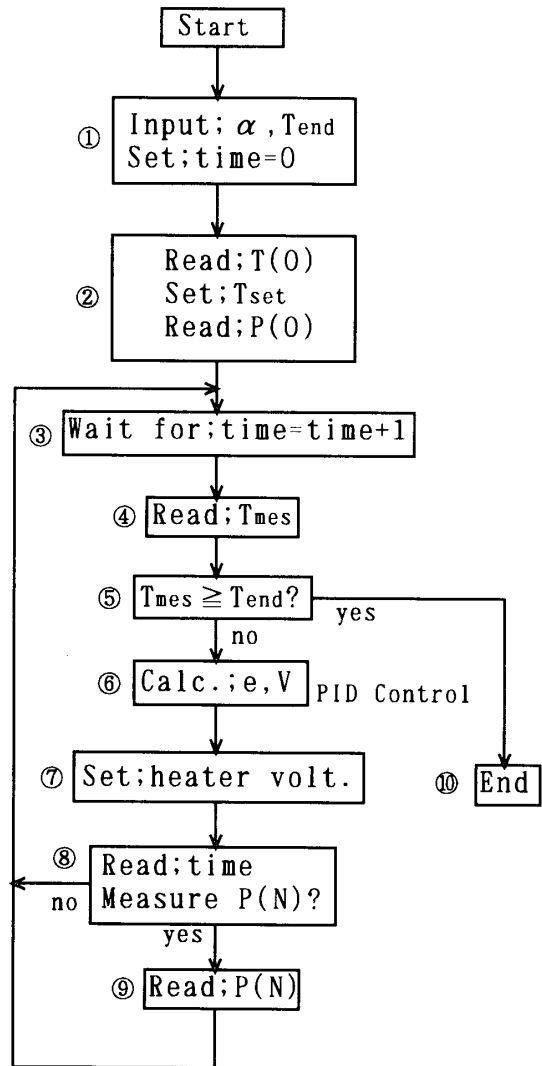 Start
① Input; α, Tend
Set;time=0
② Read;T(0)
Set;Tset
Read;P(0)
③ Wait for;time=time+1
④ Read;Tmes
⑤ Tmes ≧ Tend?
yes
no
⑥ Calc.;e,V
PID Control
⑦ Set;heater volt.
⑩ End
⑧ Read;time
Measure P(N)?
no
yes
⑨ Read;P(N)